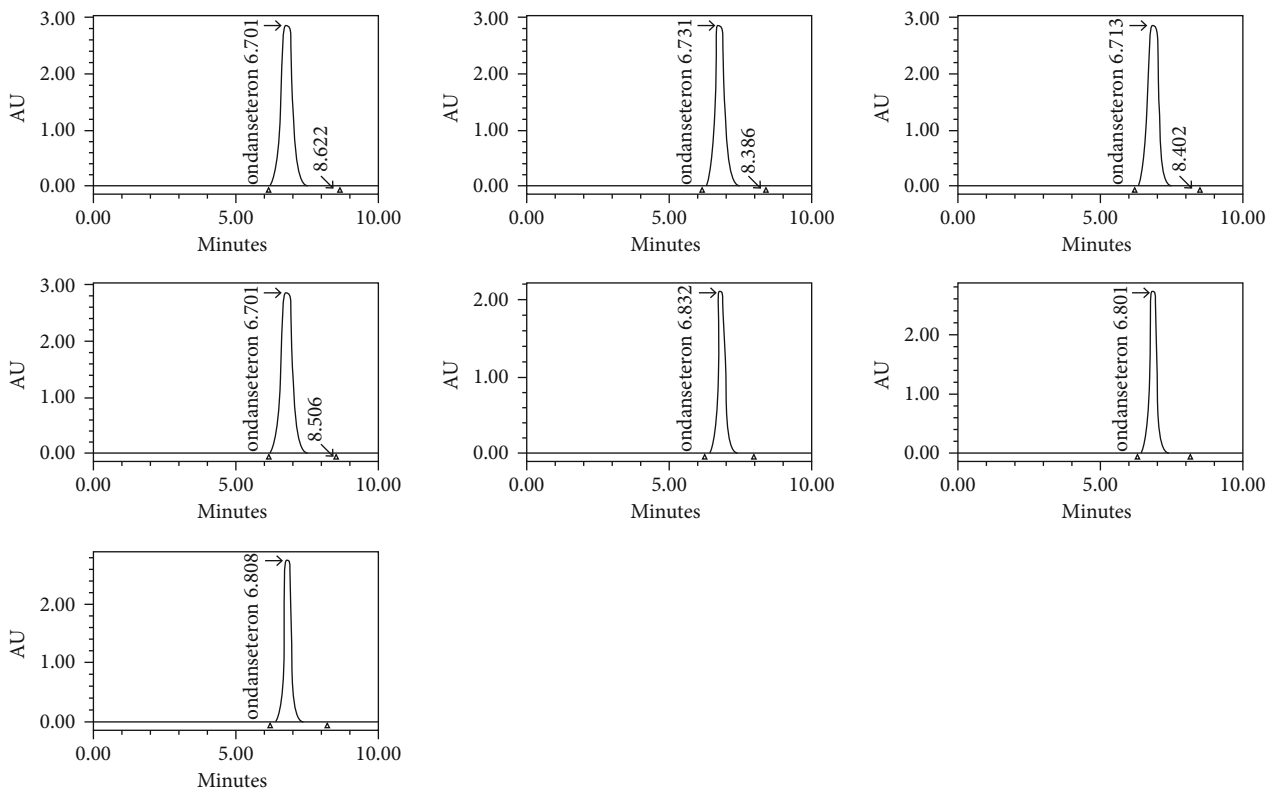 3.00
2.00
1.00
0.00
AU
ondanseteron 6.701
8.622
0.00 5.00 10.00
Minutes
3.00
2.00
1.00
0.00
AU
ondanseteron 6.731
8.386
0.00 5.00 10.00
Minutes
3.00
2.00
1.00
0.00
AU
ondanseteron 6.713
8.402
0.00 5.00 10.00
Minutes
3.00
2.00
1.00
0.00
AU
ondanseteron 6.701
8.506
0.00 5.00 10.00
Minutes
2.00
1.00
0.00
AU
ondanseteron 6.832
0.00 5.00 10.00
Minutes
2.00
1.00
0.00
AU
ondanseteron 6.801
0.00 5.00 10.00
Minutes
2.00
1.00
0.00
AU
ondanseteron 6.808
0.00 5.00 10.00
Minutes